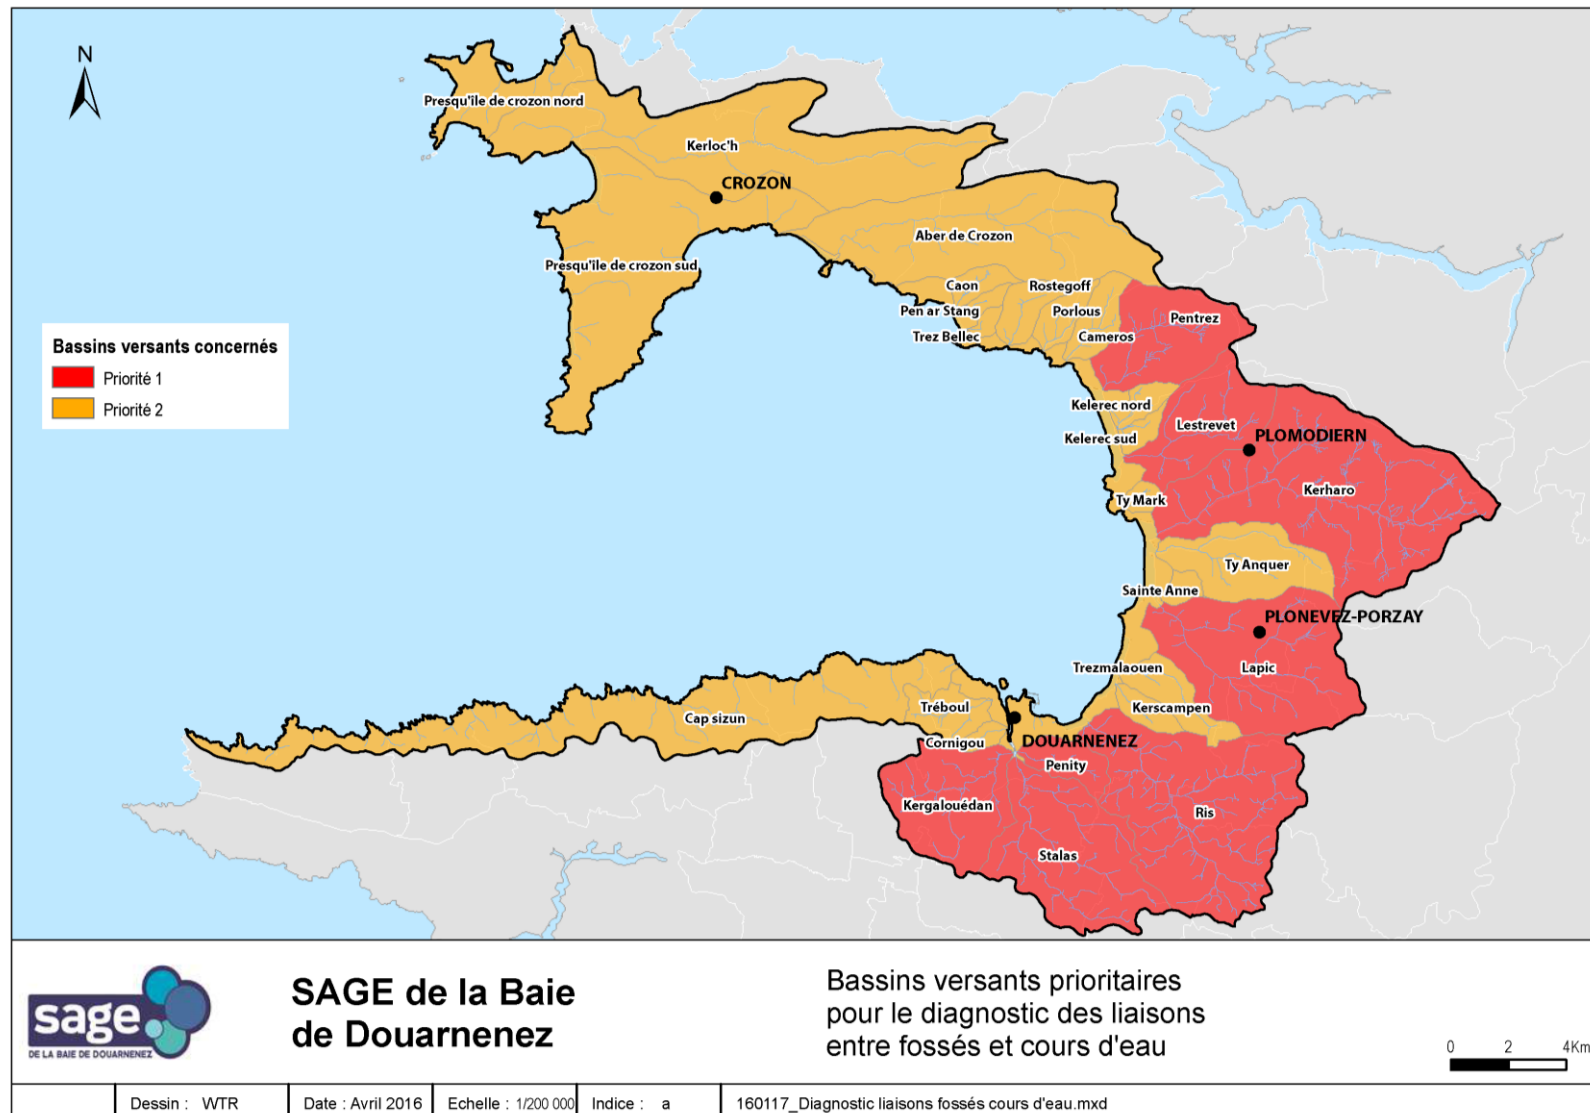 N
Presqu'île de crozon nord
Kerloc'h
CROZON
Aber de Crozon
Presqu'île de crozon sud
Caon
Rostegoff
Pen ar Stang
Porlous
Pentrez
Trez Bellec
Cameros
Bassins versants concernés
Priorité 1
Priorité 2
Kelerec nord
Lestrevet
Kelerec sud
PLOMODIERN
Kerharo
Ty Mark
Ty Anquer
Sainte Anne
PLONEVEZ-PORZAY
Trezmalaouen
Lapic
Tréboul
Kerscampen
Cap sizun
Cornigou
DOUARNENEZ
Penity
Kergalouédan
Ris
Stalas
sage
DE LA BAIE DE DOUARNENEZ
SAGE de la Baie
de Douarnenez
Bassins versants prioritaires
pour le diagnostic des liaisons
entre fossés et cours d'eau
0 2 4Km
Dessin : WTR
Date : Avril 2016
Echelle : 1/200 000
Indice : a
160117_Diagnostic liaisons fossés cours d'eau.mxd